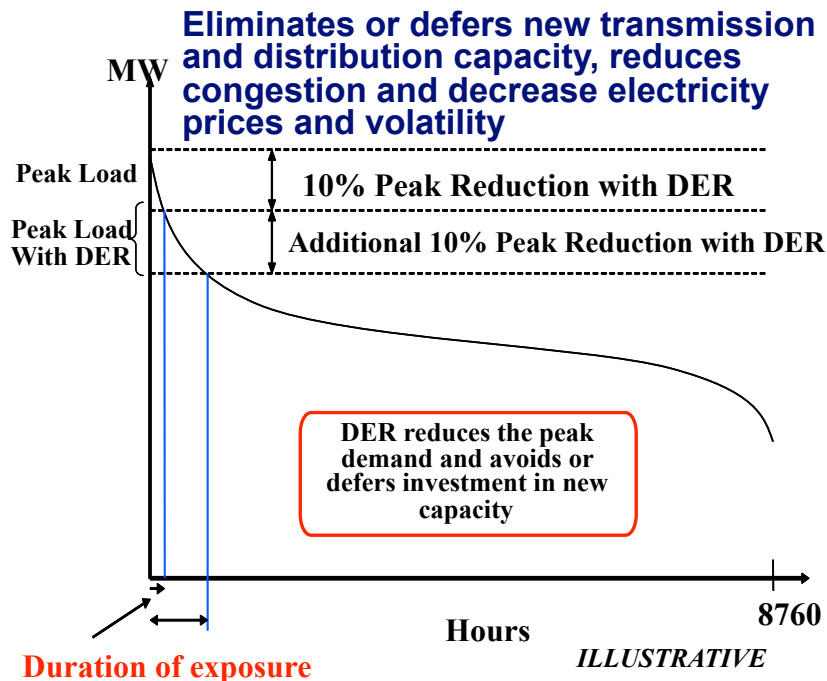 Eliminates or defers new transmission
and distribution capacity, reduces
congestion and decrease electricity
prices and volatility
MW
Peak Load
10% Peak Reduction with DER
Peak Load
With DER
Additional 10% Peak Reduction with DER
DER reduces the peak
demand and avoids or
defers investment in new
capacity
8760
Hours
Duration of exposure
ILLUSTRATIVE